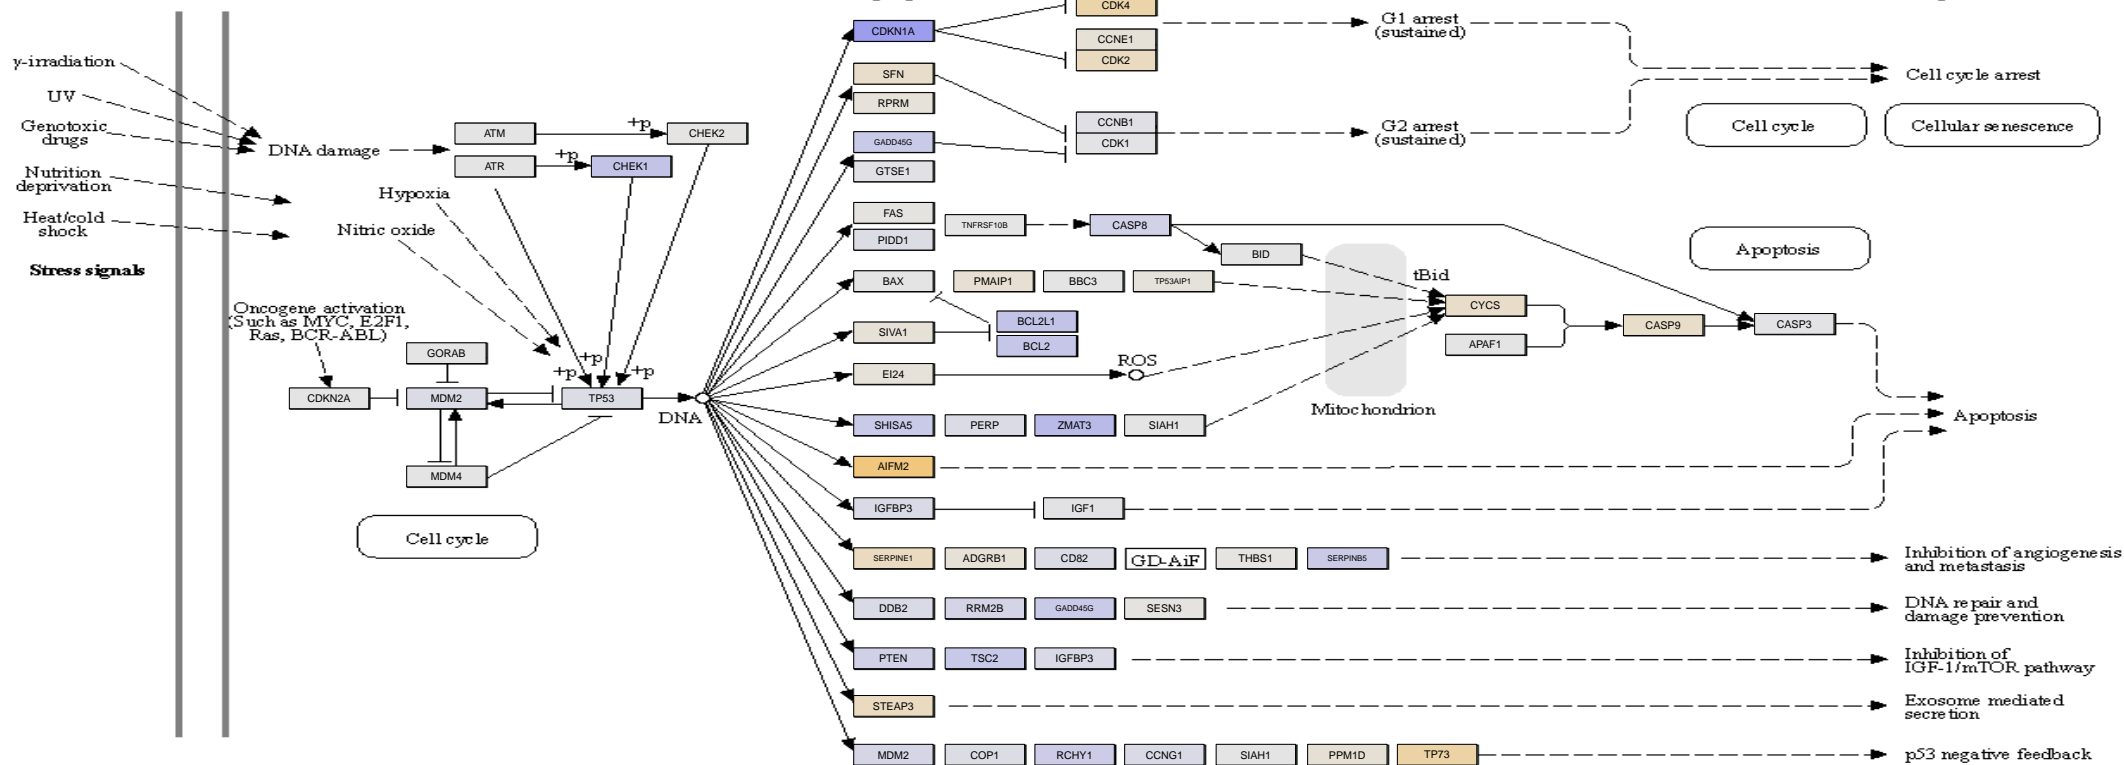 CDK4
CDKN1A
G1 arrest
(sustained)
CCNE1
CDK2
γ-irradiation
SFN
Cell cycle arrest
UV
RPRM
Genotoxic
drugs
ATM
+p
CHEK2
CCNB1
CDK1
G2 arrest
(sustained)
Cell cycle
Cellular senescence
DNA damage
GADD45G
ATR
+p
CHEK1
GTSE1
Nutrition
deprivation
Hypoxia
Heat/cold
shock
Nitric oxide
FAS
PIDD1
TNFRSF10B
CASP8
BID
Apoptosis
Stress signals
BAX
PMAIP1
BBC3
TP53AIP1
tBid
CYCS
Oncogene activation
(Such as MYC, E2F1,
Ras, BCR-ABL)
SIVA1
BCL2L1
BCL2
CASP9
CASP3
APAF1
GORAB
+p
+p
+p
EI24
ROS
CDKN2A
MDM2
TP53
DNA
Mitochondrion
SHISA5
PERP
ZMAT3
SIAH1
Apoptosis
MDM4
AIFM2
IGFBP3
IGF1
Cell cycle
SERPINE1
ADGRB1
CD82
GD-AiF
THBS1
SERPINB5
Inhibition of angiogenesis
and metastasis
DDB2
RRM2B
GADD45G
SESN3
DNA repair and
damage prevention
PTEN
TSC2
IGFBP3
Inhibition of
IGF-1/mTOR pathway
STEAP3
Exosome mediated
secretion
MDM2
COP1
RCHY1
CCNG1
SIAH1
PPM1D
TP73
p53 negative feedback